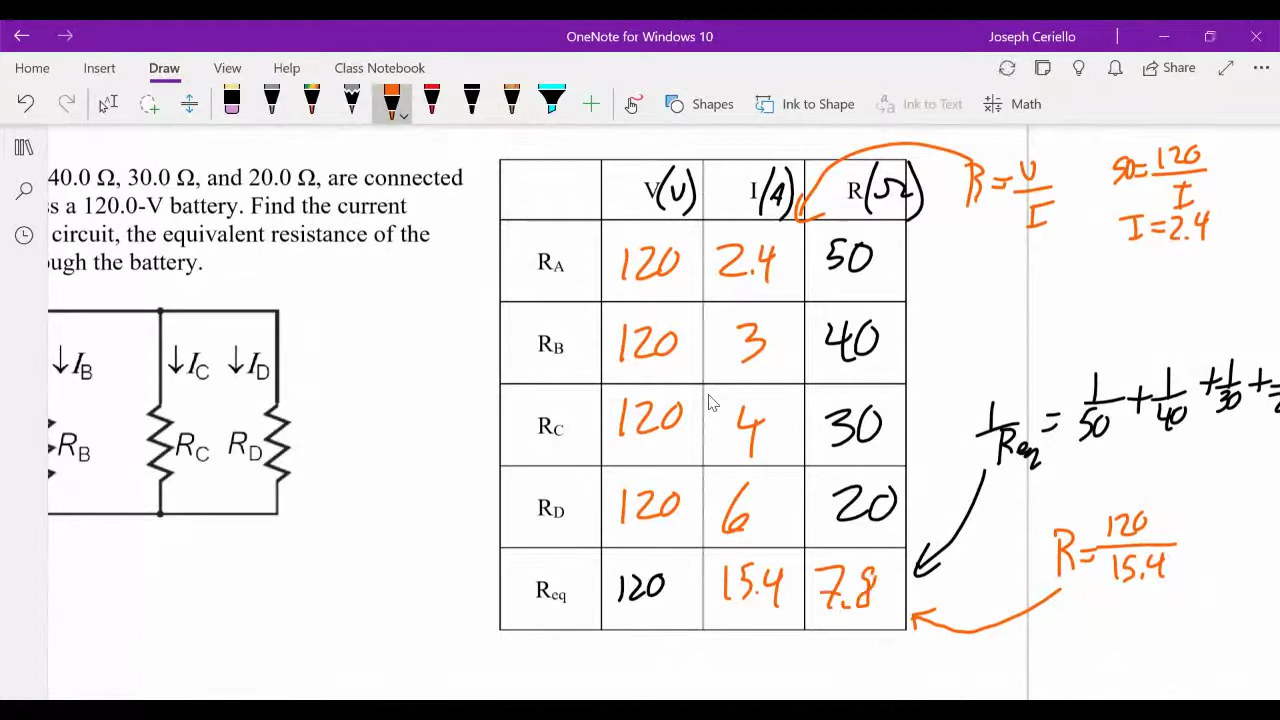 OneNote for Windows 10
Joseph Ceriello
Home Insert Draw View Help Class Notebook
Share
Shapes Ink to Shape Ink to Text Math
40.0 Ω, 30.0 Ω, and 20.0 Ω, are connected
s a 120.0-V battery. Find the current
circuit, the equivalent resistance of the
ough the battery.
↓I_B ↓I_C ↓I_D
R_B R_C R_D
V(V) I(A) R(Ω)
R_A 120 2.4 50
R_B 120 3 40
R_C 120 4 30
R_D 120 6 20
R_eq 120 15.4 7.8
R = V/I
50 = 120/I
I = 2.4
1/Req = 1/50 + 1/40 + 1/30 +
R = 120/15.4